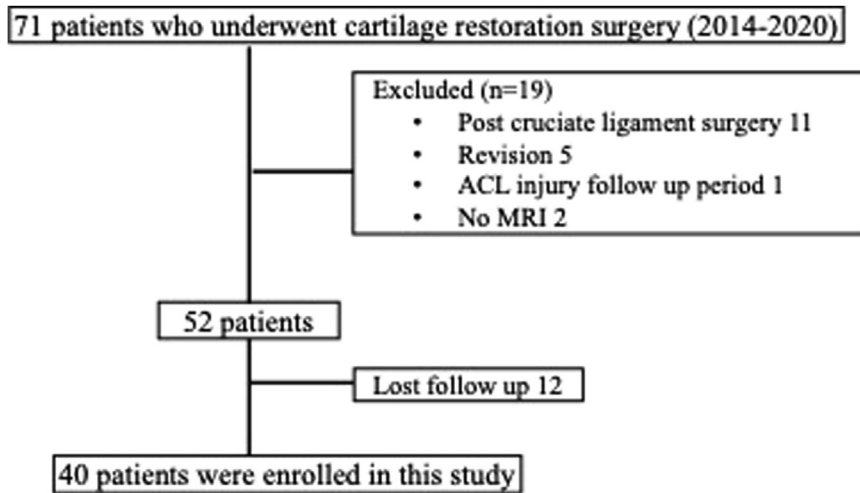 71 patients who underwent cartilage restoration surgery (2014-2020)
Excluded (n=19)
• Post cruciate ligament surgery 11
• Revision 5
• ACL injury follow up period 1
• No MRI 2
52 patients
Lost follow up 12
40 patients were enrolled in this study